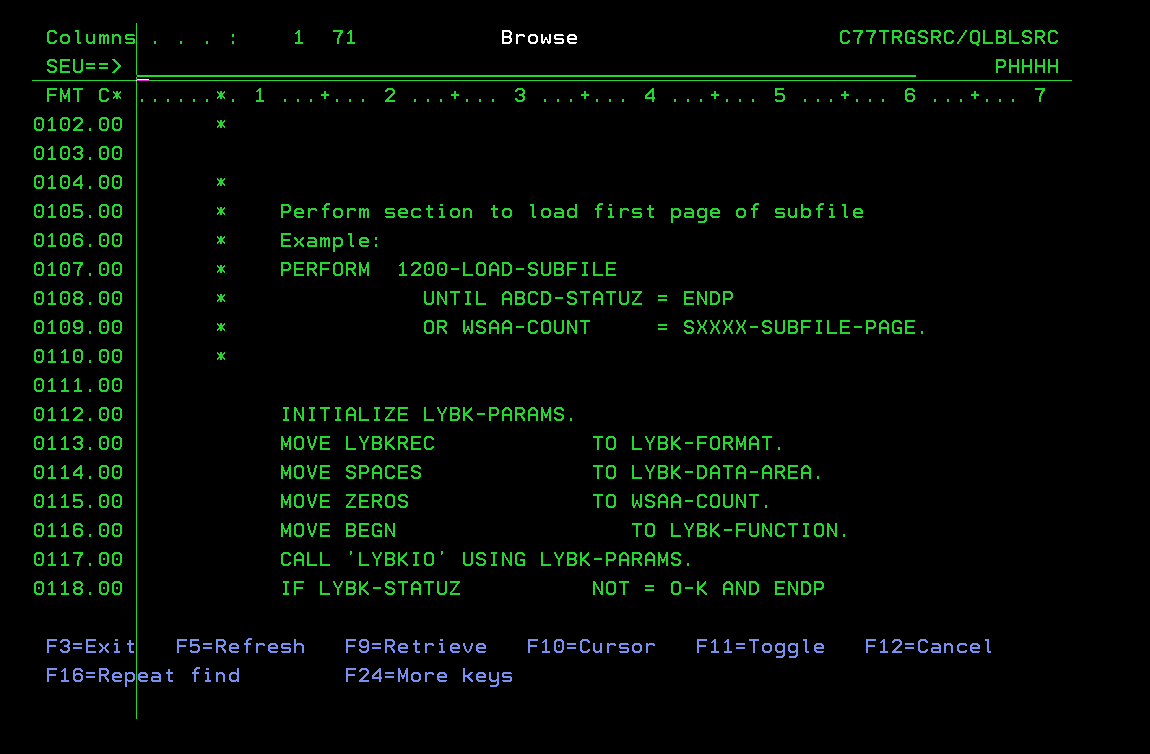 Columns . . . :    1  71           Browse                    C77TRGSRC/QLBLSRC
SEU==>                                                                   PHHHH
FMT C* ......*. 1 ...+... 2 ...+... 3 ...+... 4 ...+... 5 ...+... 6 ...+... 7
0102.00       *
0103.00
0104.00       *
0105.00       *    Perform section to load first page of subfile
0106.00       *    Example:
0107.00       *    PERFORM  1200-LOAD-SUBFILE
0108.00       *               UNTIL ABCD-STATUZ = ENDP
0109.00       *               OR WSAA-COUNT     = SXXXX-SUBFILE-PAGE.
0110.00       *
0111.00
0112.00            INITIALIZE LYBK-PARAMS.
0113.00            MOVE LYBKREC            TO LYBK-FORMAT.
0114.00            MOVE SPACES             TO LYBK-DATA-AREA.
0115.00            MOVE ZEROS              TO WSAA-COUNT.
0116.00            MOVE BEGN                  TO LYBK-FUNCTION.
0117.00            CALL 'LYBKIO' USING LYBK-PARAMS.
0118.00            IF LYBK-STATUZ          NOT = O-K AND ENDP
F3=Exit   F5=Refresh   F9=Retrieve   F10=Cursor   F11=Toggle   F12=Cancel
F16=Repeat find        F24=More keys